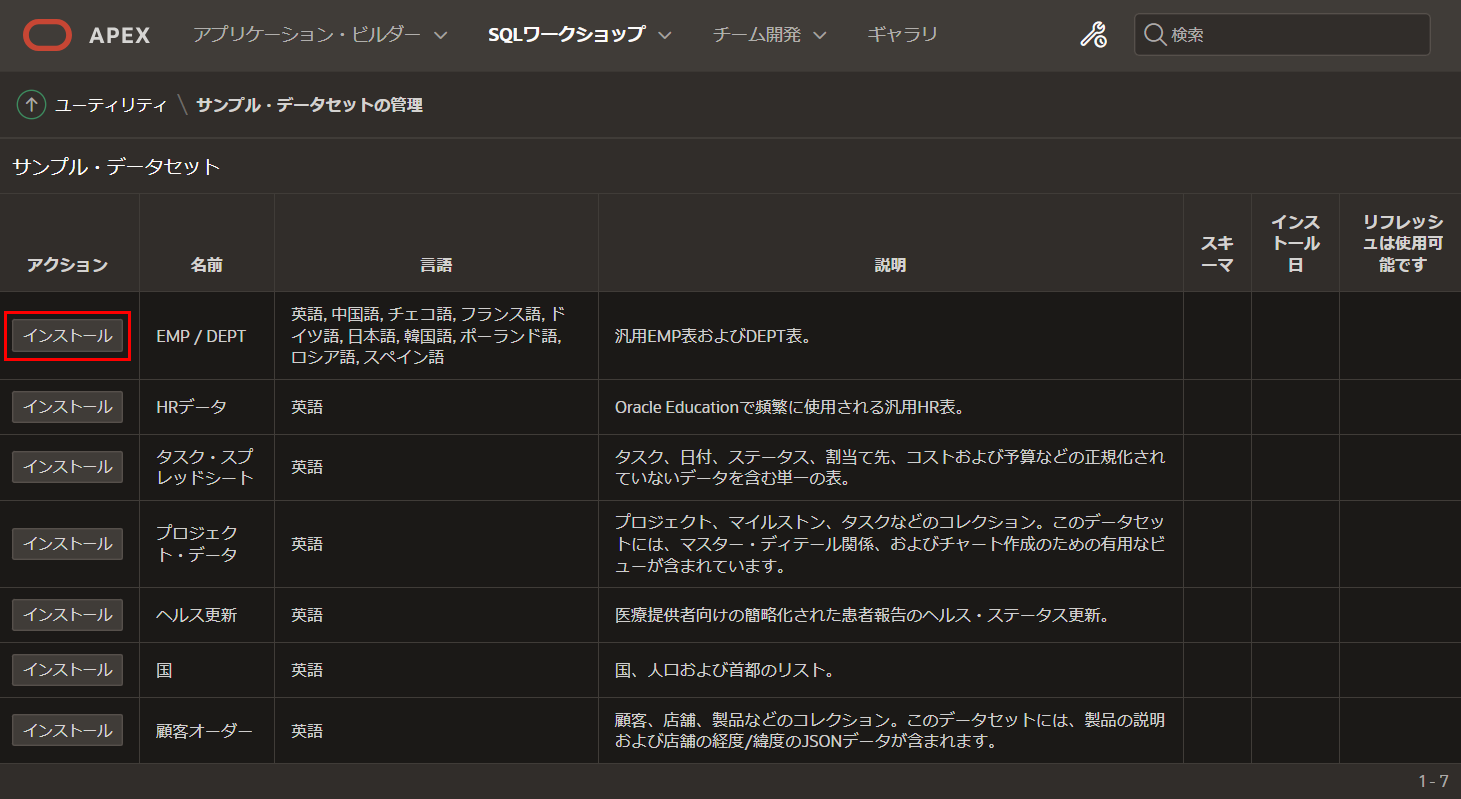 APEX アプリケーション・ビルダー SQLワークショップ チーム開発 ギャラリ 検索
ユーティリティ \ サンプル・データセットの管理
サンプル・データセット
アクション
名前
言語
説明
スキ
ーマ
インス
トール
日
リフレッシ
ュは使用可
能です
インストール
EMP / DEPT
英語, 中国語, チェコ語, フランス語, ド
イツ語, 日本語, 韓国語, ポーランド語,
ロシア語, スペイン語
汎用EMP表およびDEPT表。
インストール
HRデータ
英語
Oracle Educationで頻繁に使用される汎用HR表。
インストール
タスク・スプ
レッドシート
英語
タスク、日付、ステータス、割当て先、コストおよび予算などの正規化され
ていないデータを含む単一の表。
インストール
プロジェク
ト・データ
英語
プロジェクト、マイルストン、タスクなどのコレクション。このデータセッ
トには、マスター・ディテール関係、およびチャート作成のための有用なビ
ューが含まれています。
インストール
ヘルス更新
英語
医療提供者向けの簡略化された患者報告のヘルス・ステータス更新。
インストール
国
英語
国、人口および首都のリスト。
インストール
顧客オーダー
英語
顧客、店舗、製品などのコレクション。このデータセットには、製品の説明
および店舗の経度/緯度のJSONデータが含まれます。
1 - 7